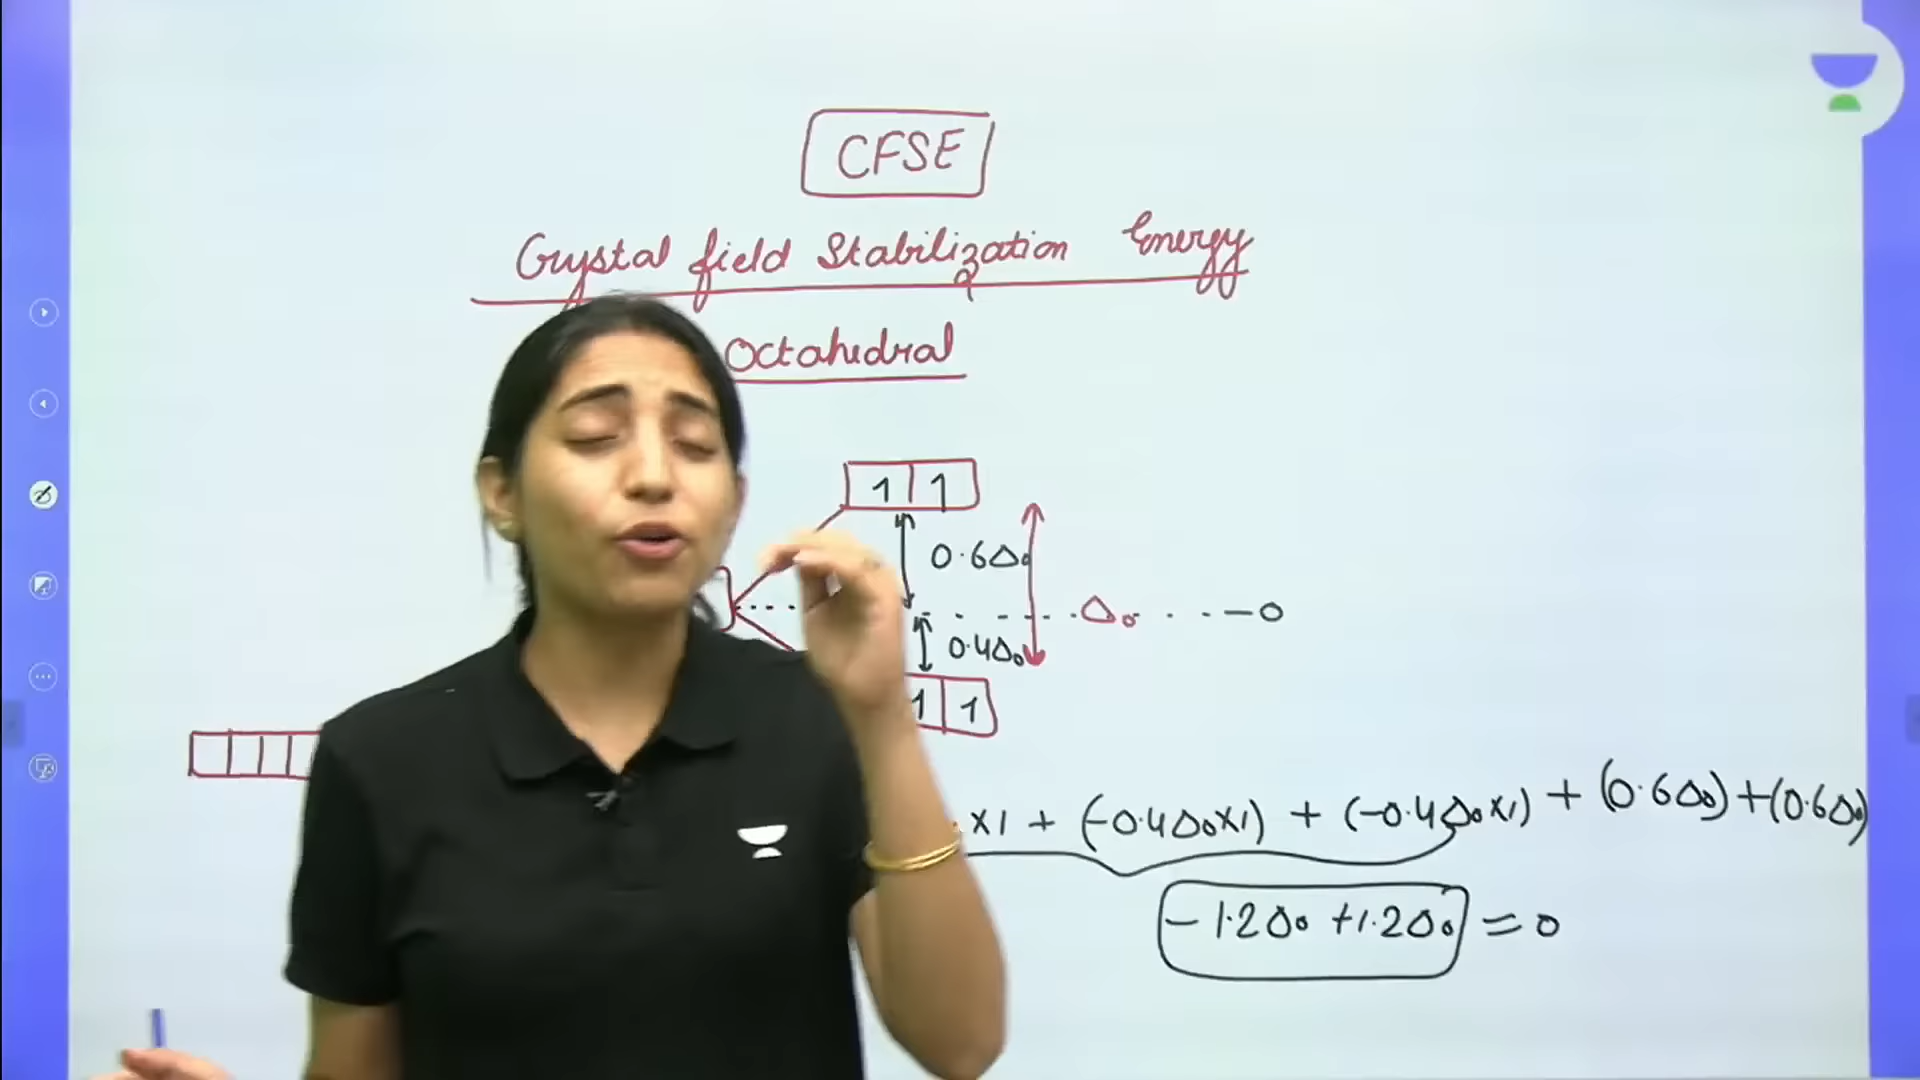 CFSE
Crystal field Stabilization Energy
Octahedral
1 1
0.6Δo
Δo - 0
0.4Δo
1 1
x1 + (-0.4Δox1) + (-0.4Δox1) + (0.6Δo) + (0.6Δo)
-1.2Δo +1.2Δo = 0